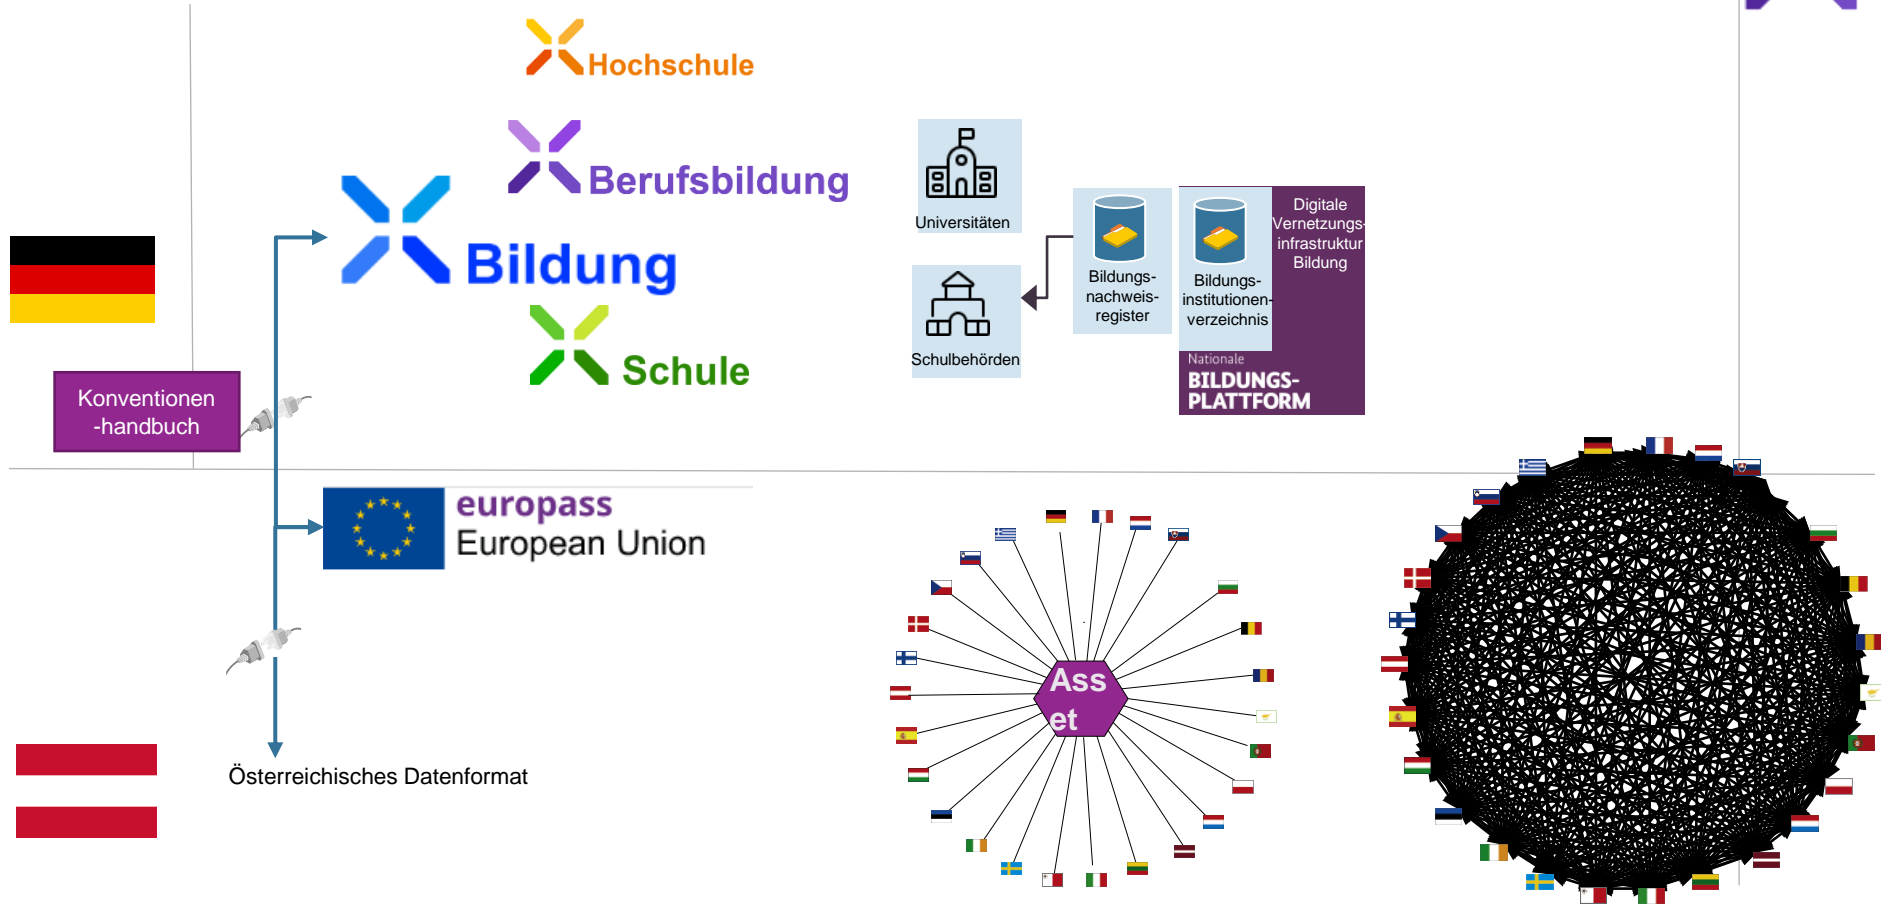 Hochschule
Berufsbildung
Bildung
Schule
Universitäten
Schulbehörden
Bildungs-
nachweis-
register
Bildungs-
institutionen-
verzeichnis
Digitale
Vernetzungs-
infrastruktur
Bildung
Nationale
BILDUNGS-
PLATTFORM
Konventionen
-handbuch
europass
European Union
Österreichisches Datenformat
Ass
et